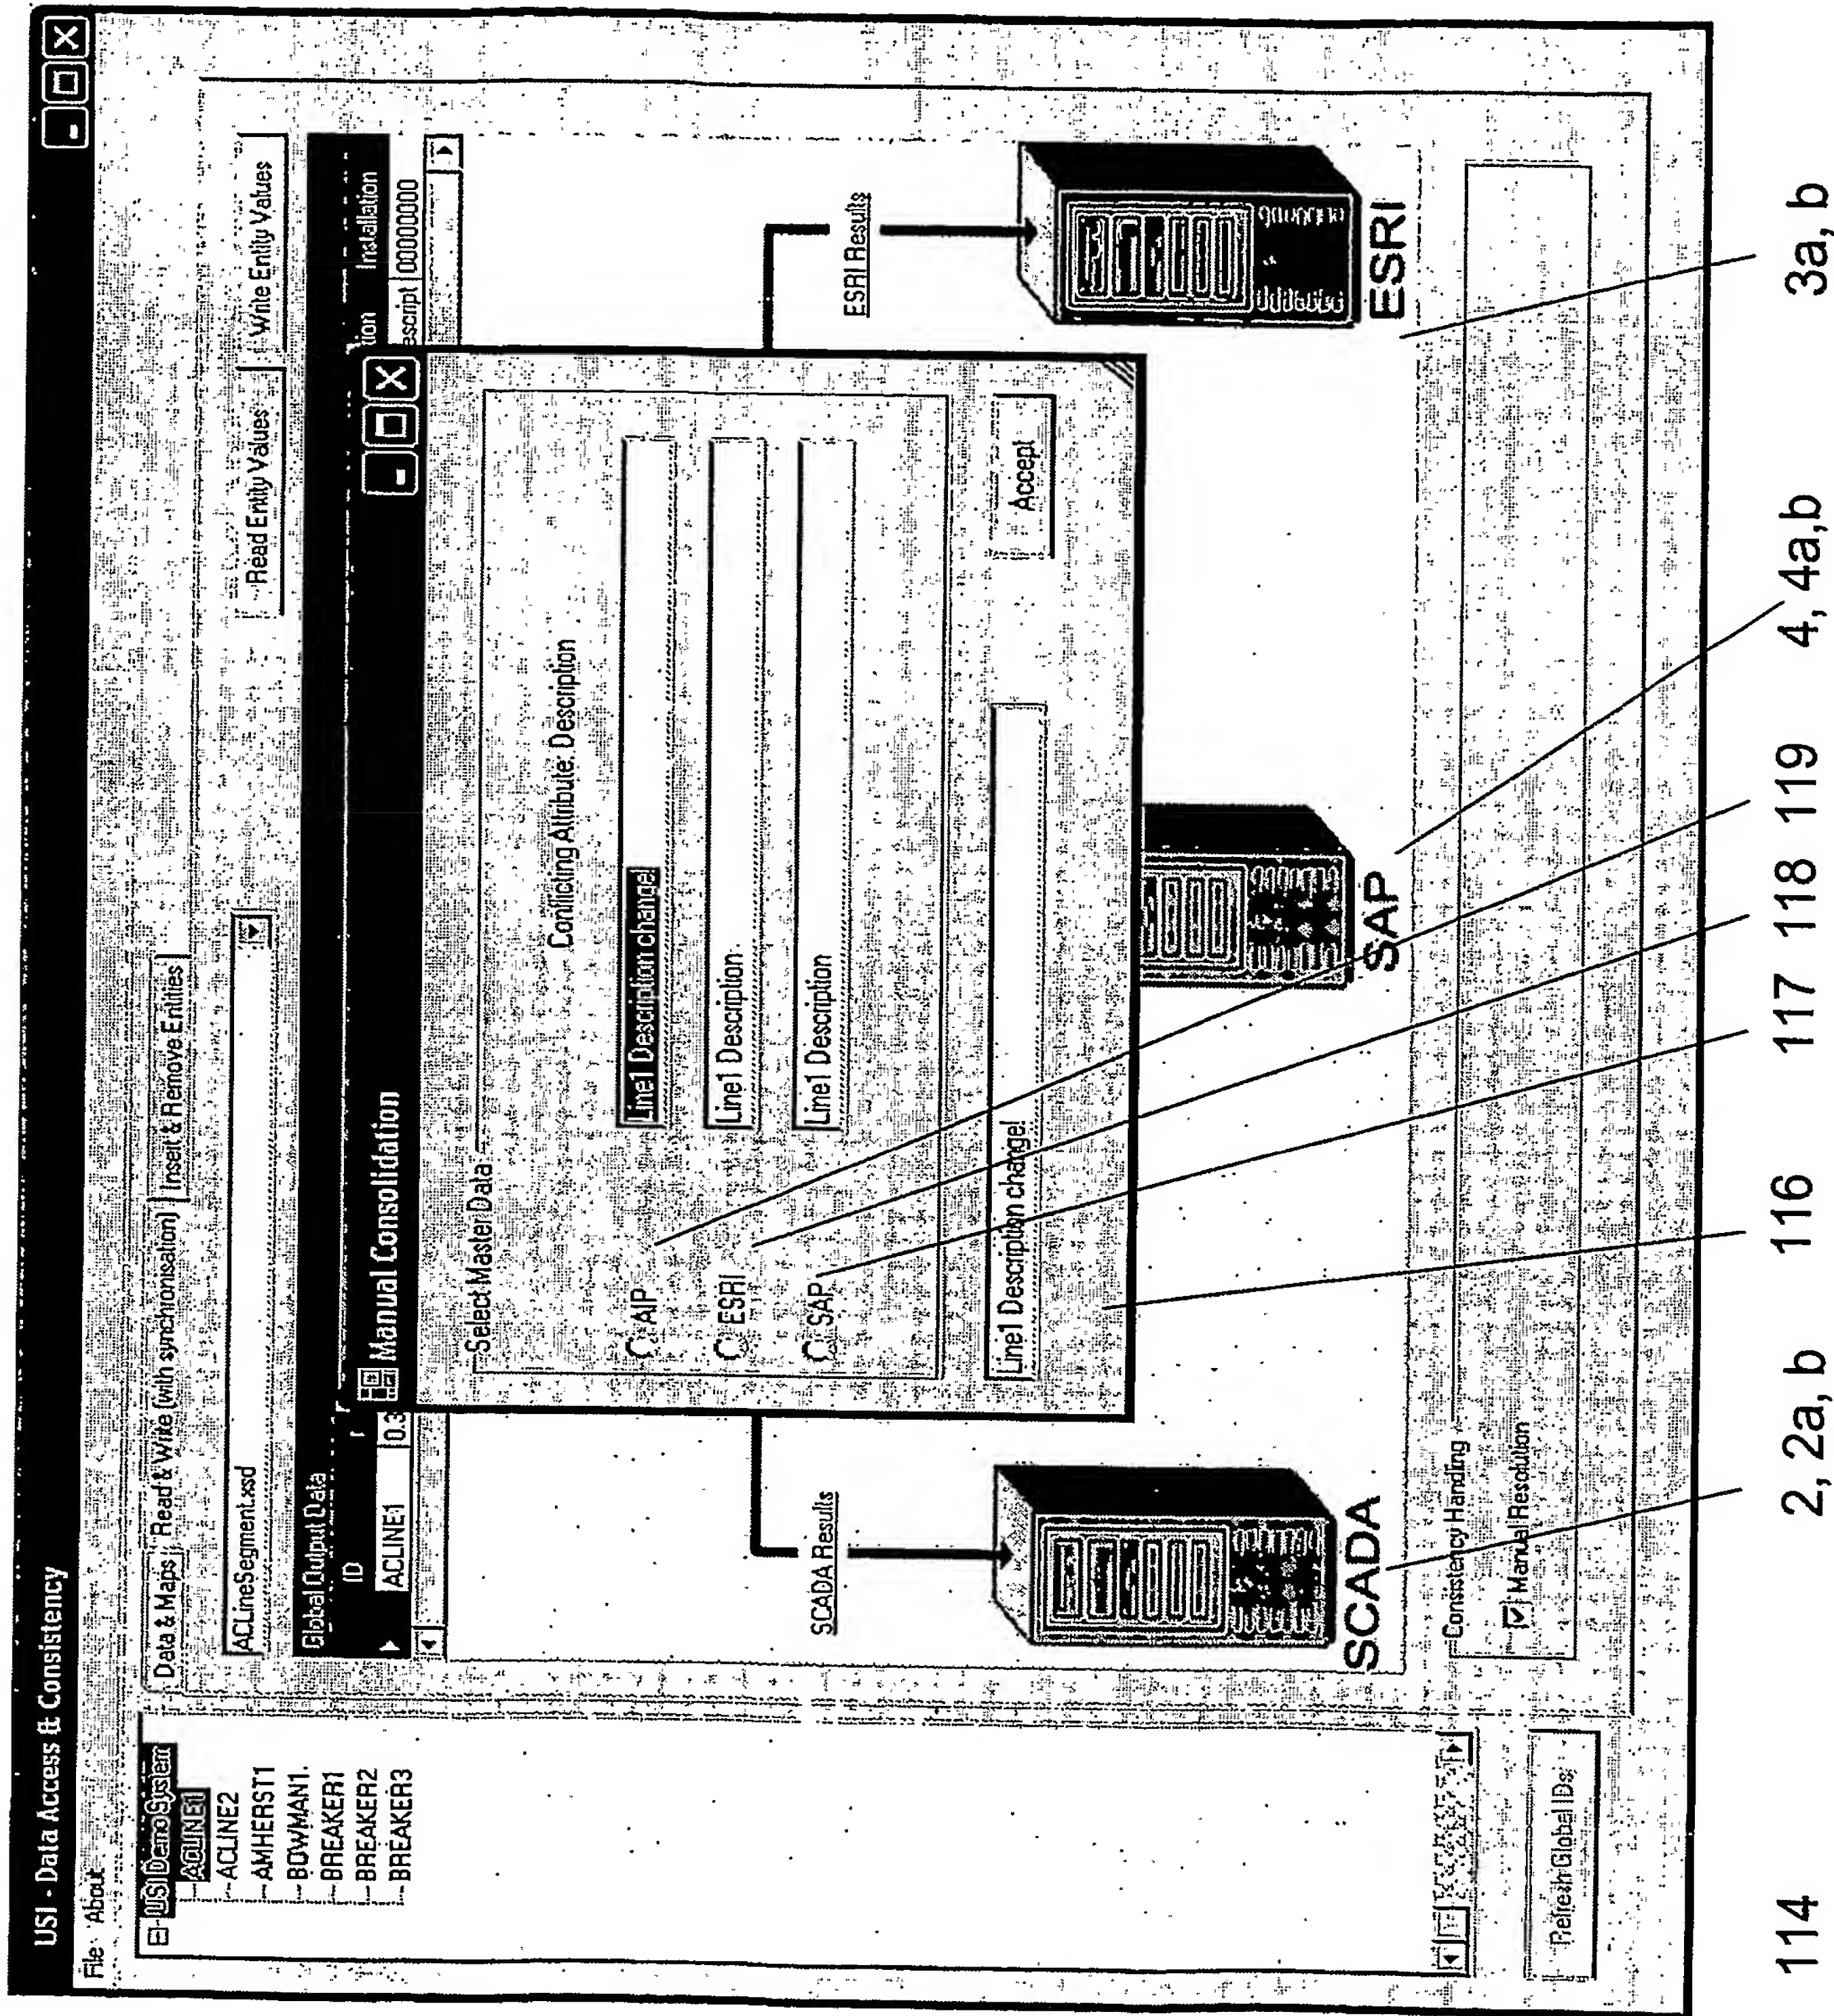 USI - Data Access & Consistency
File About
USI Demo System
ACLINE1
ACLINE2
AMHERST1
BOWMAN1
BREAKER1
BREAKER2
BREAKER3
Refresh Global IDs
Data & Maps
Read & Write (with synchronisation)
Insert & Remove Entities
ACLineSegment.xsd
Read Entity Values
Write Entity Values
Global Output Data
ID
r
tion
Installation
ACLINE1
0.3
escript
00000000
Manual Consolidation
Select Master Data
Conflicting Attribute: Description
AIP
Line1 Description change!
ESRI
Line1 Description
SAP
Line1 Description
Line1 Description change!
Accept
SCADA Results
ESRI Results
SCADA
SAP
ESRI
Consistency Handling
Manual Resolution
114
2, 2a, b
116
117
118
119
4, 4a,b
3a, b